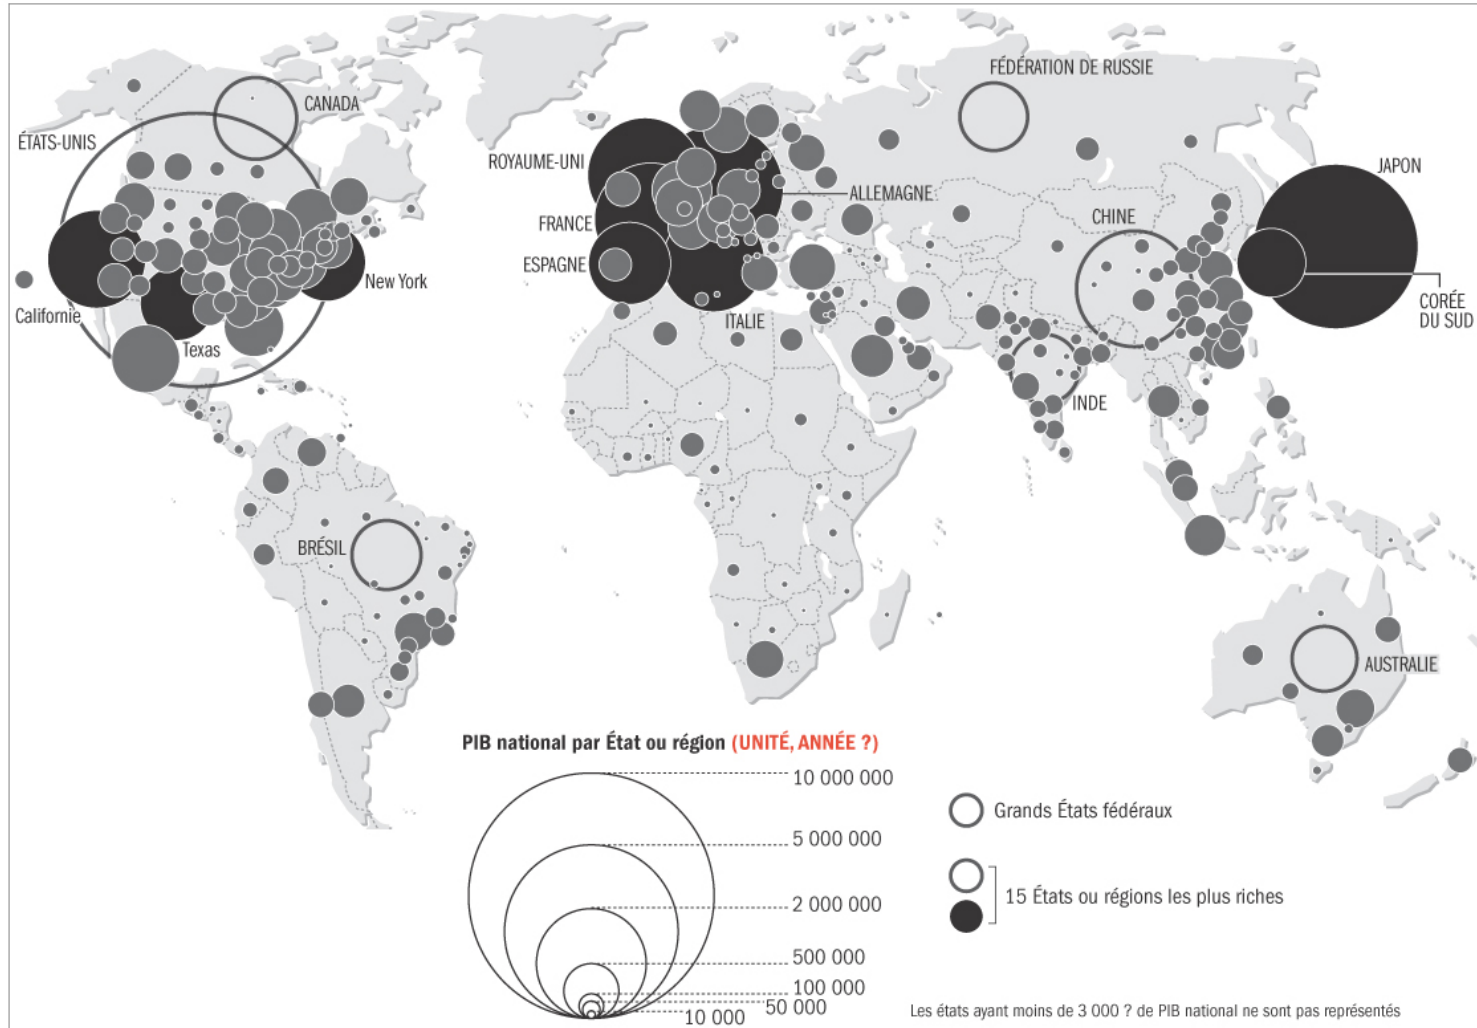 FÉDÉRATION DE RUSSIE
CANADA
ÉTATS-UNIS
ROYAUME-UNI
JAPON
ALLEMAGNE
FRANCE
CHINE
ESPAGNE
New York
Californie
ITALIE
CORÉE
DU SUD
Texas
INDE
BRÉSIL
AUSTRALIE
PIB national par État ou région (UNITÉ, ANNÉE ?)
10 000 000
5 000 000
2 000 000
500 000
100 000
50 000
10 000
Grands États fédéraux
15 États ou régions les plus riches
Les états ayant moins de 3 000 ? de PIB national ne sont pas représentés